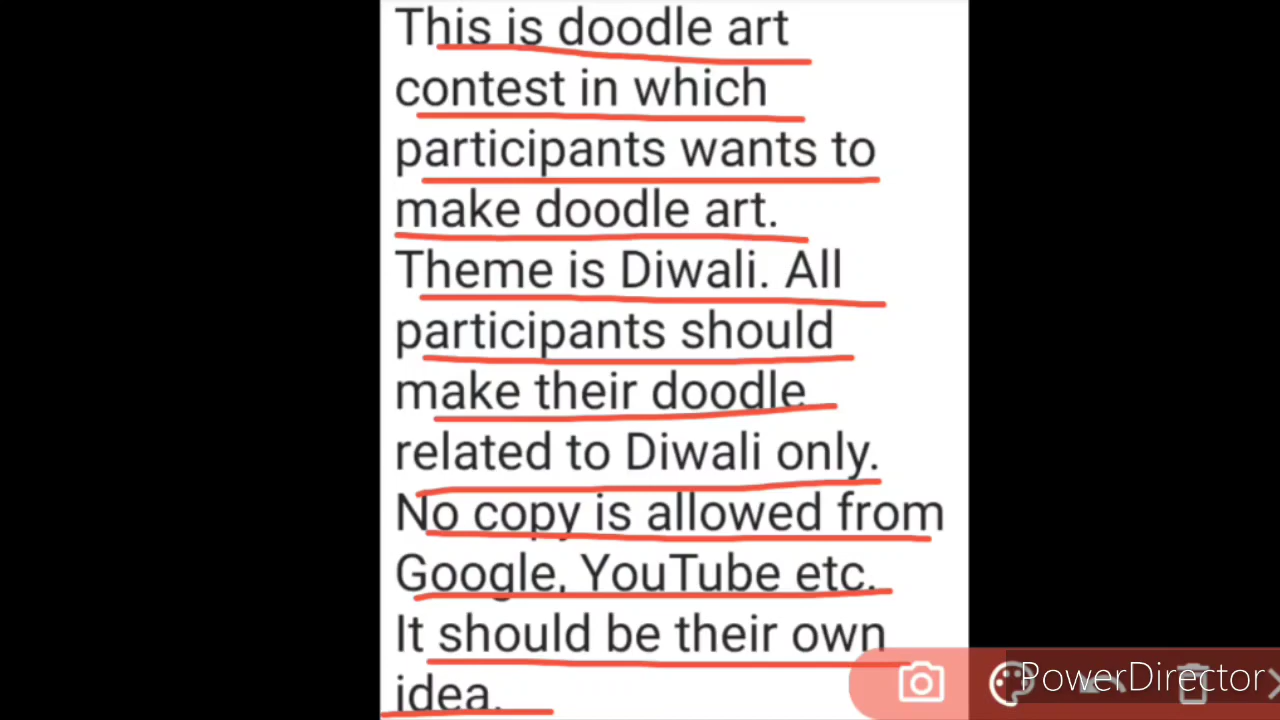 This is doodle art
contest in which
participants wants to
make doodle art.
Theme is Diwali. All
participants should
make their doodle
related to Diwali only.
No copy is allowed from
Google, YouTube etc.
It should be their own
idea.
PowerDirector